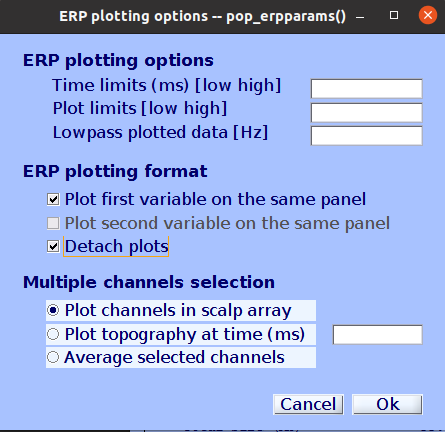 ERP plotting options -- pop_erpparams()
ERP plotting options
Time limits (ms) [low high]
Plot limits [low high]
Lowpass plotted data [Hz]
ERP plotting format
Plot first variable on the same panel
Plot second variable on the same panel
Detach plots
Multiple channels selection
Plot channels in scalp array
Plot topography at time (ms)
Average selected channels
Cancel Ok